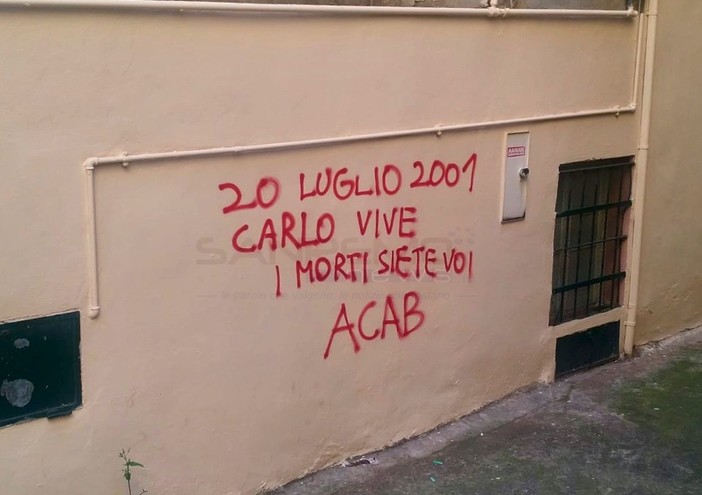 20 LUGLIO 2001
CARLO VIVE
I MORTI SIETE VOI
ACAB